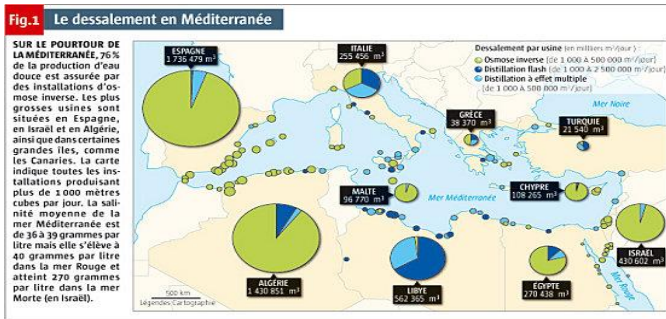 Fig.1 Le dessalement en Méditerranée
SUR LE POURTOUR DE
LA MÉDITERRANÉE, 76 %
de la production d'eau
douce est assurée par
des installations d'os-
mose inverse. Les plus
grosses usines sont
situées en Espagne,
en Israël et en Algérie,
ainsi que dans certaines
grandes îles, comme
les Canaries. La carte
indique toutes les ins-
tallations produisant
plus de 1 000 mètres
cubes par jour. La sali-
nité moyenne de la
mer Méditerranée est
de 36 à 39 grammes par
litre mais elle s'élève à
40 grammes par litre
dans la mer Rouge et
atteint 270 grammes
par litre dans la mer
Morte (en Israël).
ESPAGNE
1 736 479 m³
ITALIE
255 456 m³
Dessalement par usine (en milliers m³/jour) :
Osmose inverse (de 1 000 à 500 000 m³/jour)
Distillation flash (de 1 000 à 2 500 000 m³/jour)
Distillation à effet multiple
(de 1 000 à 500 000 m³/jour)
Mer Noire
GRÈCE
38 370 m³
TURQUIE
21 540 m³
MALTE
96 770 m³
Mer Méditerranée
CHYPRE
108 265 m³
ISRAËL
430 602 m³
ALGÉRIE
1 430 851 m³
LIBYE
562 365 m³
ÉGYPTE
270 438 m³
Mer Rouge
500 km
Légendes Cartographie